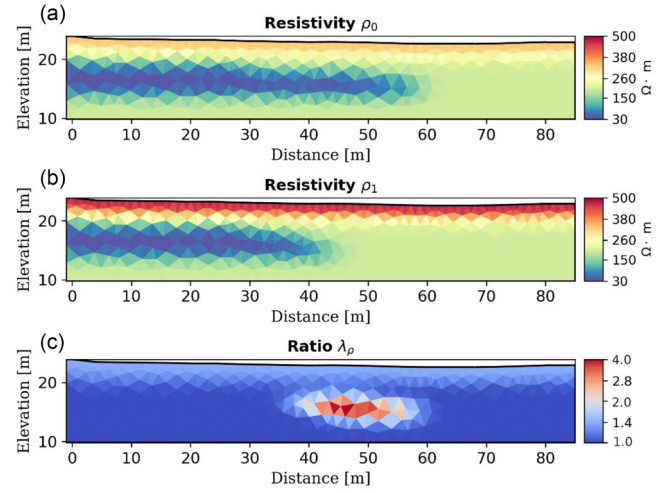 (a)
Resistivity ρ0
Elevation [m]
20
10
0 10 20 30 40 50 60 70 80
Distance [m]
500
380
260
150
30
Ω · m
(b)
Resistivity ρ1
Elevation [m]
20
10
0 10 20 30 40 50 60 70 80
Distance [m]
500
380
260
150
30
Ω · m
(c)
Ratio λρ
Elevation [m]
20
10
0 10 20 30 40 50 60 70 80
Distance [m]
4.0
2.8
2.0
1.4
1.0